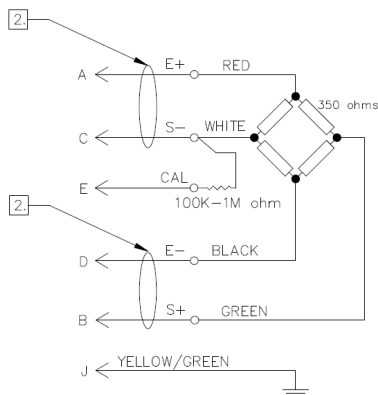 2.
A E+ RED
350 ohms
C S- WHITE
E CAL
100K-1M ohm
2.
D E- BLACK
B S+ GREEN
J YELLOW/GREEN